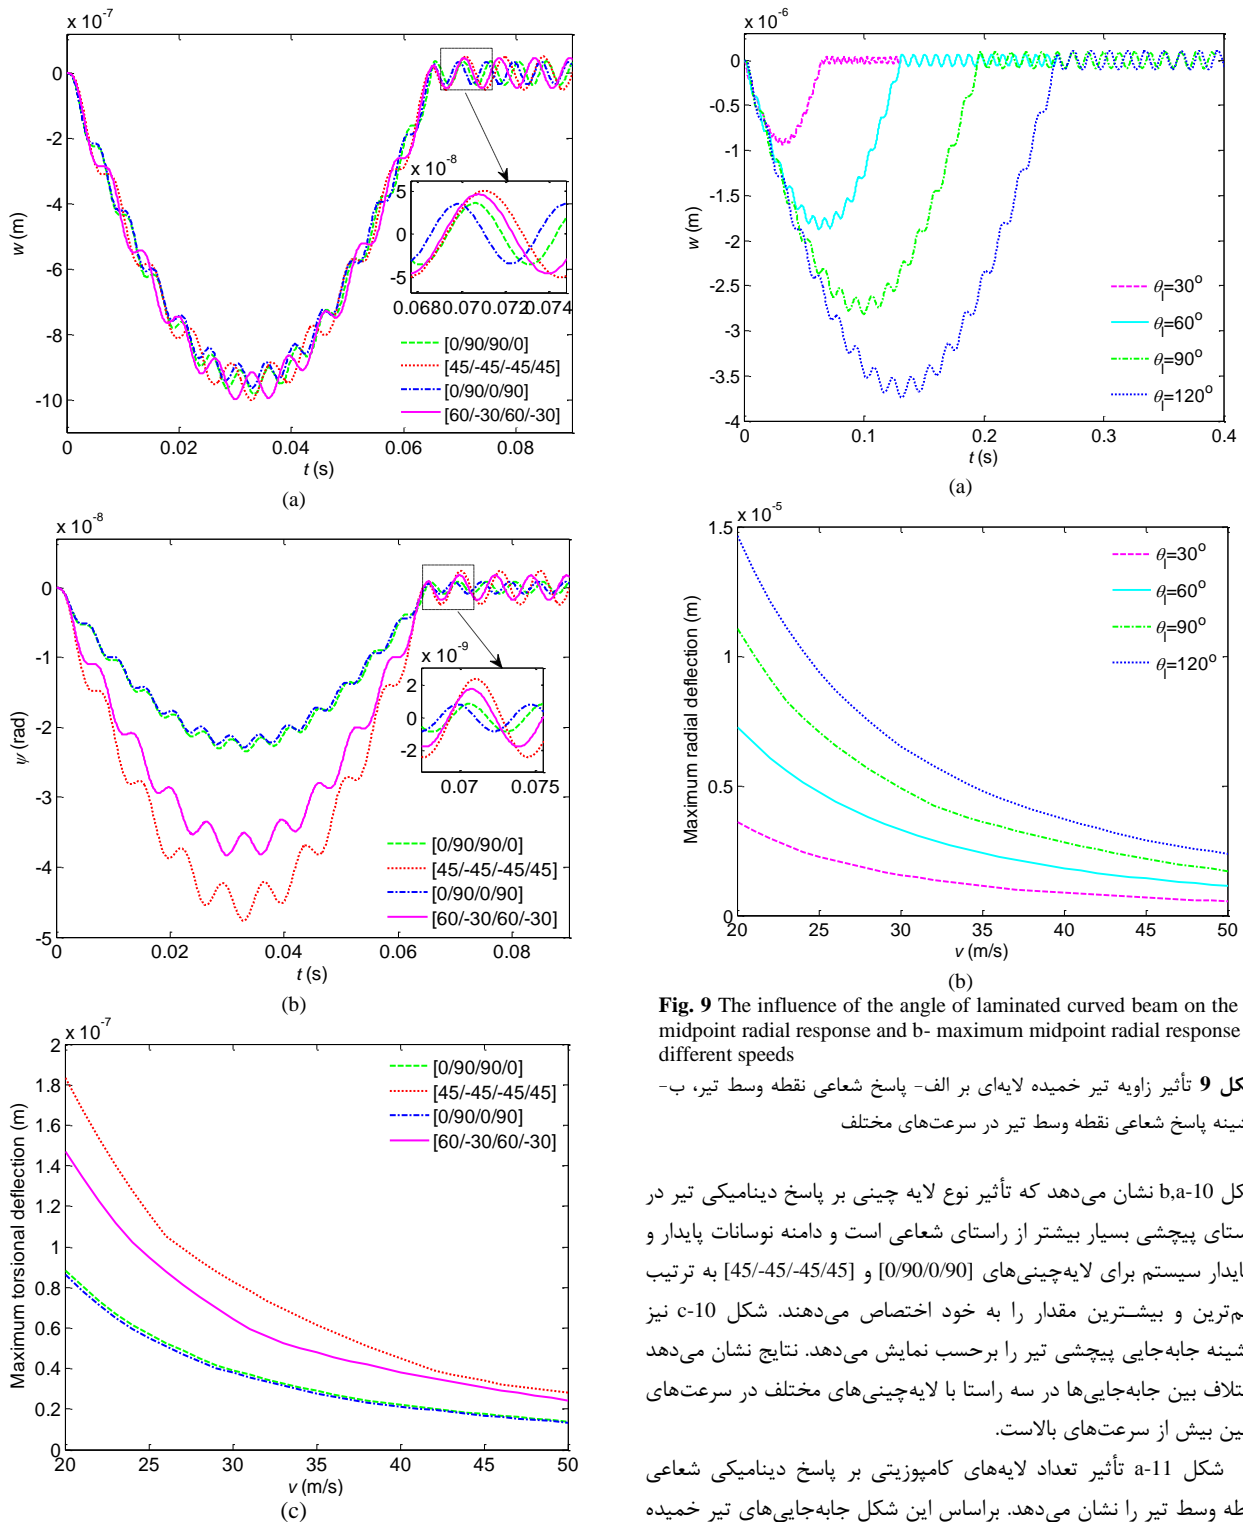 x 10^-7
0
-2
-4
-6
-8
-10
w (m)
5
0
-5
x 10^-8
0.068 0.070 0.072 0.074
[0/90/90/0]
[45/-45/-45/45]
[0/90/0/90]
[60/-30/60/-30]
0 0.02 0.04 0.06 0.08
t (s)
(a)
x 10^-8
0
-1
-2
-3
-4
-5
ψ (rad)
x 10^-9
2
0
-2
0.07 0.075
[0/90/90/0]
[45/-45/-45/45]
[0/90/0/90]
[60/-30/60/-30]
0 0.02 0.04 0.06 0.08
t (s)
(b)
x 10^-7
2
1.8
1.6
1.4
1.2
1
0.8
0.6
0.4
0.2
0
Maximum torsional deflection (m)
[0/90/90/0]
[45/-45/-45/45]
[0/90/0/90]
[60/-30/60/-30]
20 25 30 35 40 45 50
v (m/s)
(c)
x 10^-6
0
-0.5
-1
-1.5
-2
-2.5
-3
-3.5
-4
w (m)
θl=30°
θl=60°
θl=90°
θl=120°
0 0.1 0.2 0.3 0.4
t (s)
(a)
x 10^-5
1.5
1
0.5
0
Maximum radial deflection (m)
θl=30°
θl=60°
θl=90°
θl=120°
20 25 30 35 40 45 50
v (m/s)
(b)
Fig. 9 The influence of the angle of laminated curved beam on the
midpoint radial response and b- maximum midpoint radial response
different speeds
کل 9 تأثیر زاویه تیر خمیده لایه‌ای بر الف- پاسخ شعاعی نقطه وسط تیر، ب-
شینه پاسخ شعاعی نقطه وسط تیر در سرعت‌های مختلف
کل 10-b,a نشان می‌دهد که تأثیر نوع لایه چینی بر پاسخ دینامیکی تیر در
ستای پیچشی بسیار بیشتر از راستای شعاعی است و دامنه نوسانات پایدار و
پایدار سیستم برای لایه‌چینی‌های [0/90/0/90] و [45/-45/-45/45] به ترتیب
م‌ترین و بیشــترین مقدار را به خود اختصاص می‌دهند. شکل 10-c نیز
شینه جابه‌جایی پیچشی تیر را برحسب نمایش می‌دهد. نتایج نشان می‌دهد
ختلاف بین جابه‌جایی‌ها در سه راستا با لایه‌چینی‌های مختلف در سرعت‌های
یین بیش از سرعت‌های بالاست.
شکل 11-a تأثیر تعداد لایه‌های کامپوزیتی بر پاسخ دینامیکی شعاعی
طه وسط تیر را نشان می‌دهد. براساس این شکل جابه‌جایی‌های تیر خمیده